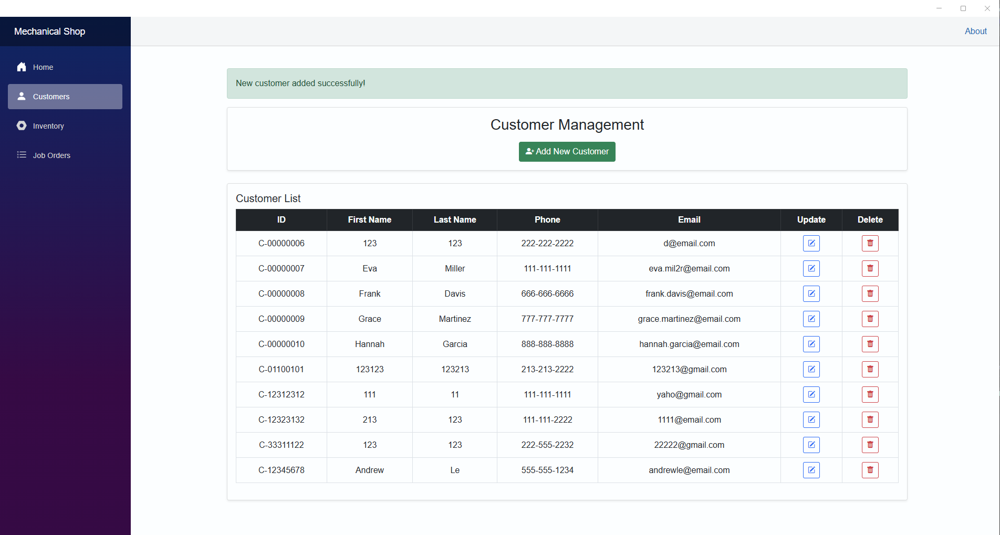 Mechanical Shop
About
Home
Customers
Inventory
Job Orders
New customer added successfully!
Customer Management
Add New Customer
Customer List
ID First Name Last Name Phone Email Update Delete
C-00000006 123 123 222-222-2222 d@email.com
C-00000007 Eva Miller 111-111-1111 eva.mil2r@email.com
C-00000008 Frank Davis 666-666-6666 frank.davis@email.com
C-00000009 Grace Martinez 777-777-7777 grace.martinez@email.com
C-00000010 Hannah Garcia 888-888-8888 hannah.garcia@email.com
C-01100101 123123 123213 213-213-2222 123213@gmail.com
C-12312312 111 11 111-111-1111 yaho@gmail.com
C-12323132 213 123 111-111-2222 1111@email.com
C-33311122 123 123 222-555-2232 22222@gmail.com
C-12345678 Andrew Le 555-555-1234 andrewle@email.com